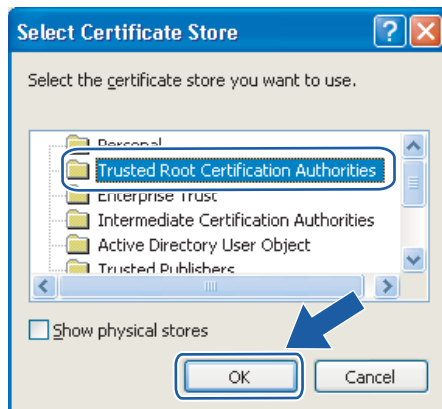 Select Certificate Store
Select the certificate store you want to use.
Personal
Trusted Root Certification Authorities
Enterprise Trust
Intermediate Certification Authorities
Active Directory User Object
Trusted Publishers
Show physical stores
OK
Cancel